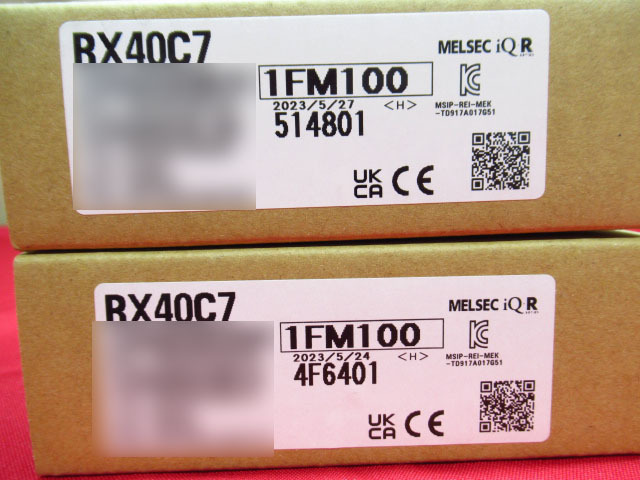 RX40C7
MELSEC iQ R
1FM100
2023/5/27 <H>
514801
MSIP-REI-MEK
-TD917A017G51
UK
CA CE
RX40C7
MELSEC iQ R
1FM100
2023/5/24 <H>
4F6401
MSIP-REI-MEK
-TD917A017G51
UK
CA CE